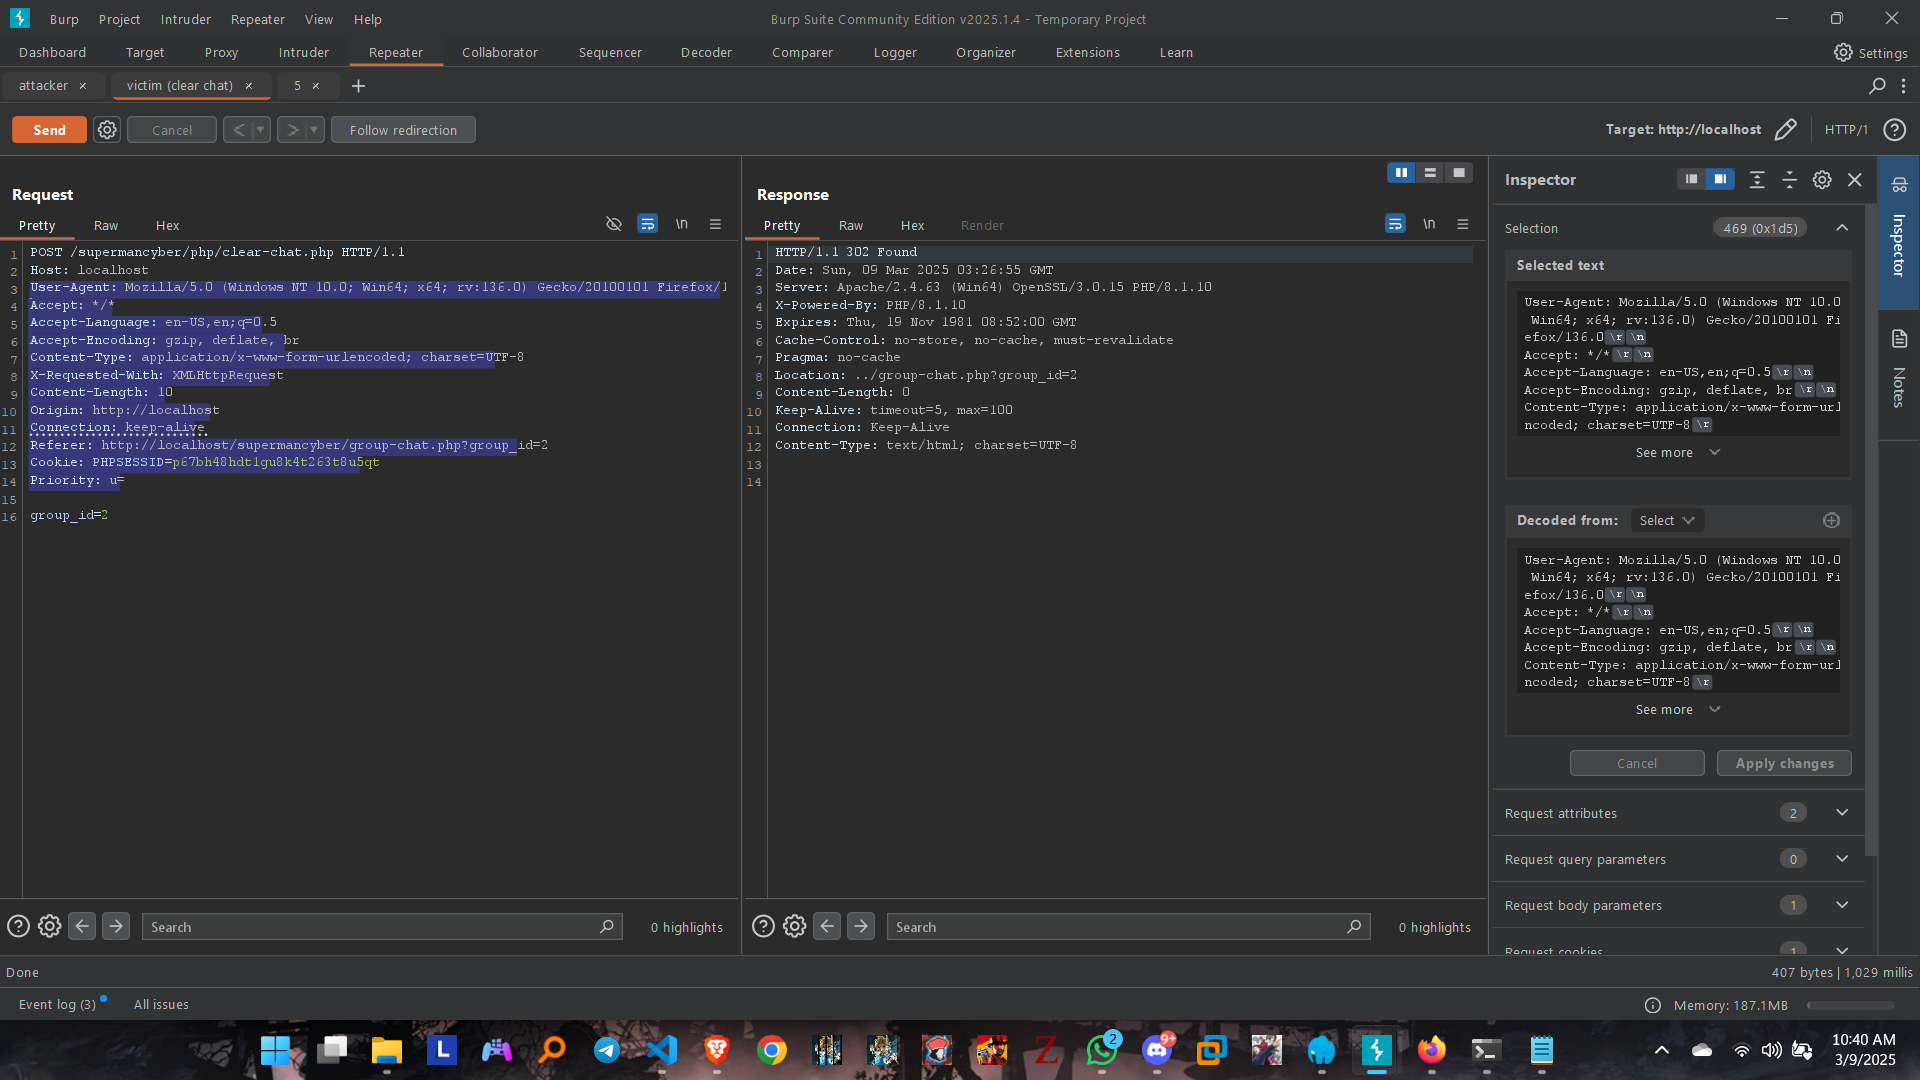 Burp Project Intruder Repeater View Help
Burp Suite Community Edition v2025.1.4 - Temporary Project
Dashboard Target Proxy Intruder Repeater Collaborator Sequencer Decoder Comparer Logger Organizer Extensions Learn
Settings
attacker × victim (clear chat) × 5 × +
Send Cancel < > Follow redirection
Target: http://localhost HTTP/1
Request
Pretty Raw Hex \n
1 POST /supermancyber/php/clear-chat.php HTTP/1.1
2 Host: localhost
3 User-Agent: Mozilla/5.0 (Windows NT 10.0; Win64; x64; rv:136.0) Gecko/20100101 Firefox/1
4 Accept: */*
5 Accept-Language: en-US,en;q=0.5
6 Accept-Encoding: gzip, deflate, br
7 Content-Type: application/x-www-form-urlencoded; charset=UTF-8
8 X-Requested-With: XMLHttpRequest
9 Content-Length: 10
10 Origin: http://localhost
11 Connection: keep-alive
12 Referer: http://localhost/supermancyber/group-chat.php?group_id=2
13 Cookie: PHPSESSID=p67bh48hdt1gu8k4t263t8u5qt
14 Priority: u=
15
16 group_id=2
Search
0 highlights
Response
Pretty Raw Hex Render \n
1 HTTP/1.1 302 Found
2 Date: Sun, 09 Mar 2025 03:26:55 GMT
3 Server: Apache/2.4.63 (Win64) OpenSSL/3.0.15 PHP/8.1.10
4 X-Powered-By: PHP/8.1.10
5 Expires: Thu, 19 Nov 1981 08:52:00 GMT
6 Cache-Control: no-store, no-cache, must-revalidate
7 Pragma: no-cache
8 Location: ../group-chat.php?group_id=2
9 Content-Length: 0
10 Keep-Alive: timeout=5, max=100
11 Connection: Keep-Alive
12 Content-Type: text/html; charset=UTF-8
13
14
Search
0 highlights
Inspector
Selection 469 (0x1d5)
Selected text
User-Agent: Mozilla/5.0 (Windows NT 10.0
Win64; x64; rv:136.0) Gecko/20100101 Fi
efox/136.0 \r \n
Accept: */* \r \n
Accept-Language: en-US,en;q=0.5 \r \n
Accept-Encoding: gzip, deflate, br \r \n
Content-Type: application/x-www-form-url
ncoded; charset=UTF-8 \r
See more
Decoded from: Select
User-Agent: Mozilla/5.0 (Windows NT 10.0
Win64; x64; rv:136.0) Gecko/20100101 Fi
efox/136.0 \r \n
Accept: */* \r \n
Accept-Language: en-US,en;q=0.5 \r \n
Accept-Encoding: gzip, deflate, br \r \n
Content-Type: application/x-www-form-url
ncoded; charset=UTF-8 \r
See more
Cancel Apply changes
Request attributes 2
Request query parameters 0
Request body parameters 1
Request cookies 1
Inspector
Notes
Done
407 bytes | 1,029 millis
Event log (3) All issues
Memory: 187.1MB
L
Z
2
9+
10:40 AM
3/9/2025